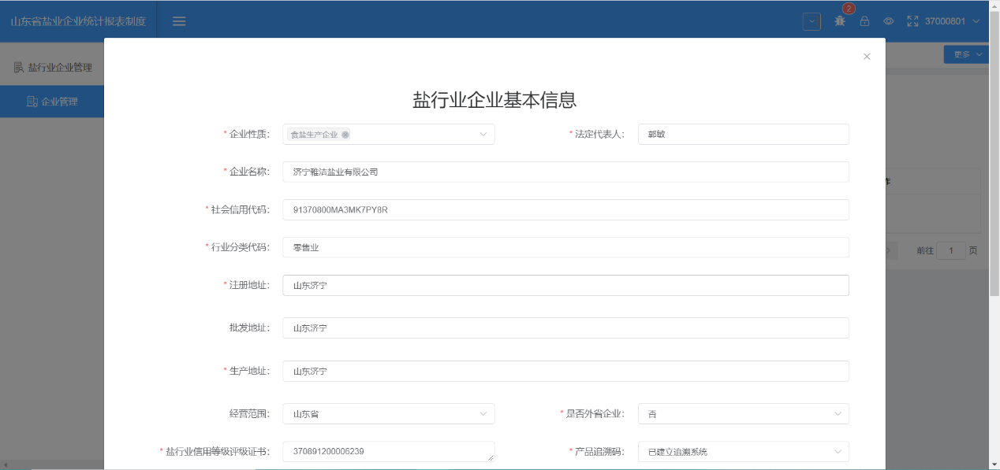 山东省盐业企业统计报表制度
2
37000801
盐行业企业管理
更多
企业管理
盐行业企业基本信息
* 企业性质: 食盐生产企业
* 法定代表人: 郭敏
* 企业名称: 济宁雅洁盐业有限公司
* 社会信用代码: 91370800MA3MK7PY8R
* 行业分类代码: 零售业
* 注册地址: 山东济宁
批发地址: 山东济宁
* 生产地址: 山东济宁
经营范围: 山东省
* 是否外省企业: 否
* 盐行业信用等级评级证书: 370891200006239
* 产品追溯码: 已建立追溯系统
作
前往 1 页